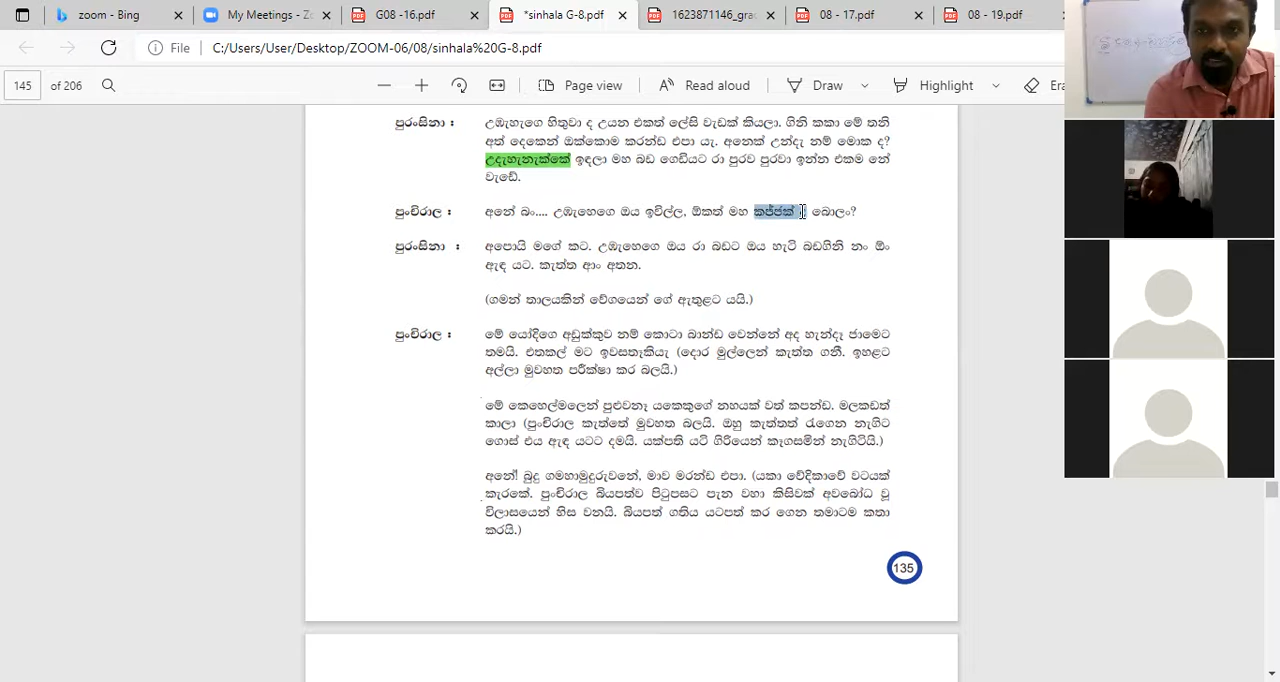 zoom - Bing
My Meetings - Zo
G08 -16.pdf
*sinhala G-8.pdf
1623871146_grad
08 - 17.pdf
08 - 19.pdf
File C:/Users/User/Desktop/ZOOM-06/08/sinhala%20G-8.pdf
145 of 206
Page view
Read aloud
Draw
Highlight
Era
පුරංසිනා : උඹැහැගෙ හිතුවා ද උයන එකත් ලේසි වැඩක් කියලා. ගිනි කකා මේ තනි
අත් දෙකෙන් ඔක්කොම කරන්ඩ එපා යැ. අනෙක් උන්දැ නම් මොක ද?
උදැහැනැක්කේ ඉඳලා මහ බඩ ගෙඩියට රා පුරව පුරවා ඉන්න එකම නේ
වැඩේ.
පුංචිරාල : අනේ බං.... උඹැහෙගෙ ඔය ඉවිල්ල, ඕකත් මහ කප්පක් ද බොලං?
පුරංසිනා : අපොයි මගේ කට. උඹැහෙගෙ ඔය රා බඩට ඔය හැටි බඩගිනි නං ඕං
ඇඳ යට. කැත්ත ආං අතන.
(ගමන් තාලයකින් වේගයෙන් ගේ ඇතුළට යයි.)
පුංචිරාල : මේ යෝදිගෙ අඩුක්කුව නම් කොටා බාන්ඩ වෙන්නේ අද හැන්දෑ ජාමෙට
තමයි. එතකල් මට ඉවසතෑකියැ (දොර මුල්ලෙන් කැත්ත ගනී. ඉහළට
අල්ලා මුවහත පරීක්ෂා කර බලයි.)
මේ කෙහෙල්මලෙන් පුළුවනෑ යකෙකුගේ නහයක් වත් කපන්ඩ. මලකඩත්
කාලා (පුංචිරාල කැත්තේ මුවහත බලයි. ඔහු කැත්තත් රැගෙන නැගිට
ගොස් එය ඇඳ යටට දමයි. යක්පති යටි ගිරියෙන් කෑගසමින් නැගිටියි.)
අනේ! බුදු ගමහාමුදුරුවනේ, මාව මරන්ඩ එපා. (යකා වේදිකාවේ වටයක්
කැරකේ. පුංචිරාල බියපත්ව පිටුපසට පැන වහා කිසිවක් අවබෝධ වූ
විලාසයෙන් හිස වනයි. බියපත් ගතිය යටපත් කර ගෙන තමාටම කතා
කරයි.)
135